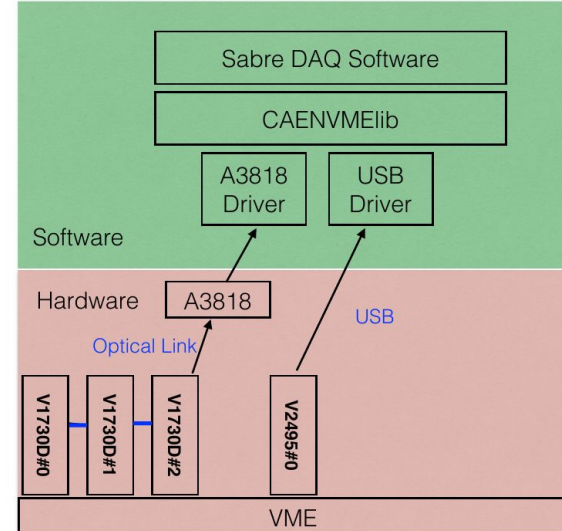 Sabre DAQ Software
CAENVMElib
A3818
Driver
USB
Driver
Software
Hardware
A3818
USB
Optical Link
V1730D#0
V1730D#1
V1730D#2
V2495#0
VME